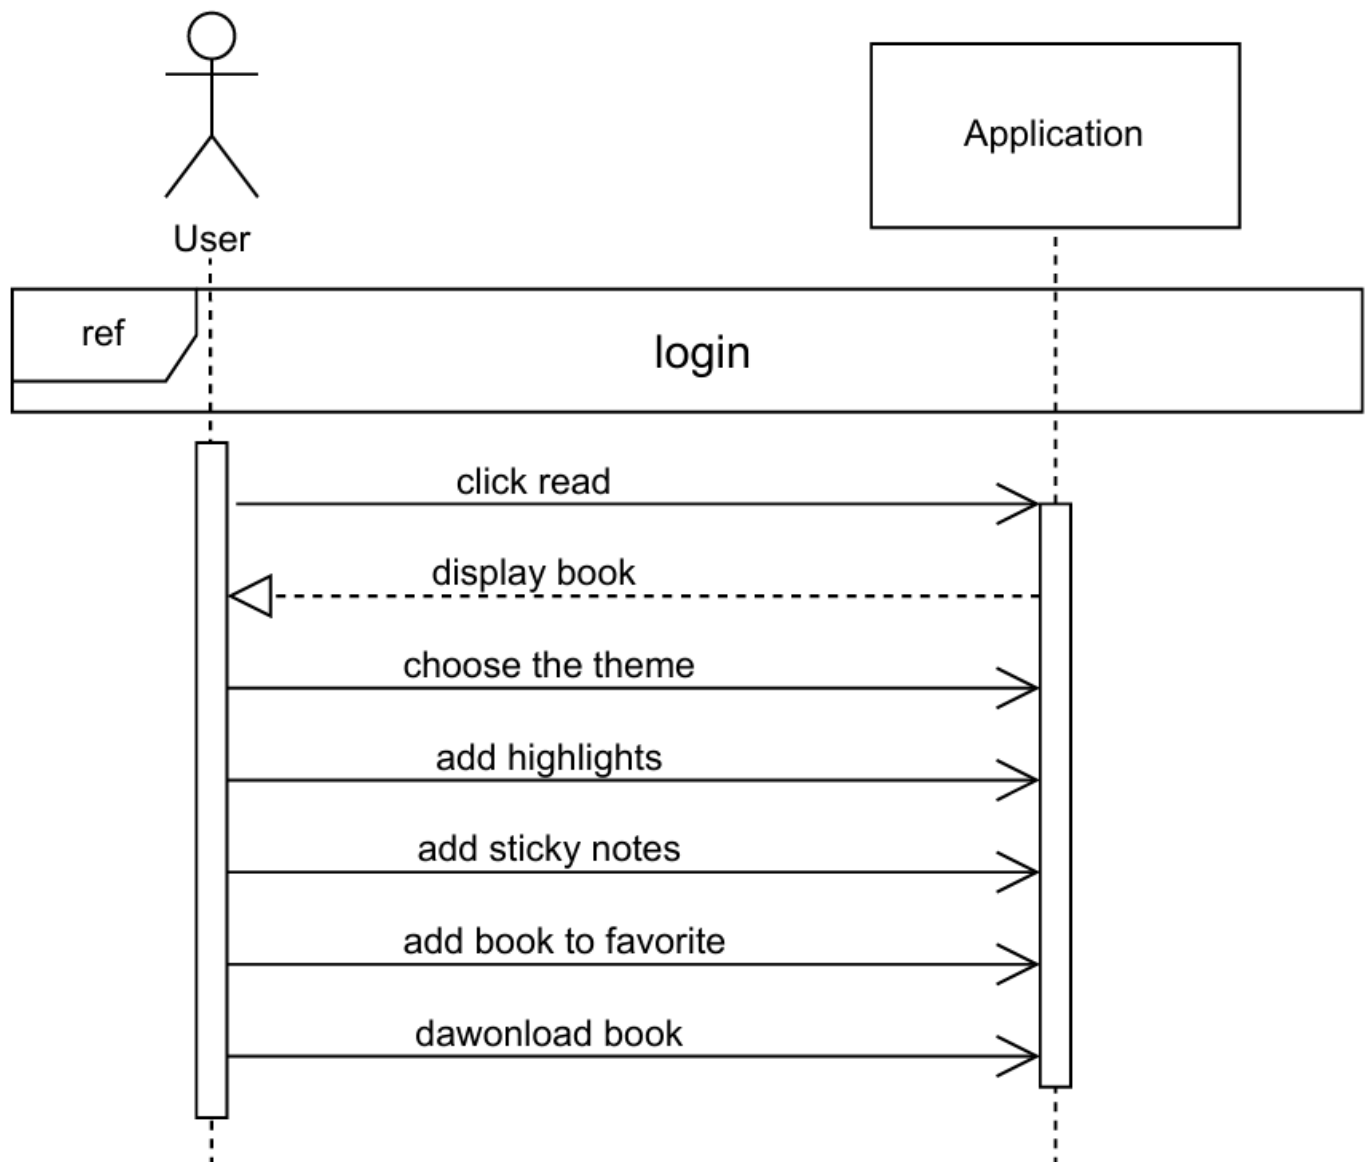 Application
User
ref
login
click read
display book
choose the theme
add highlights
add sticky notes
add book to favorite
dawonload book